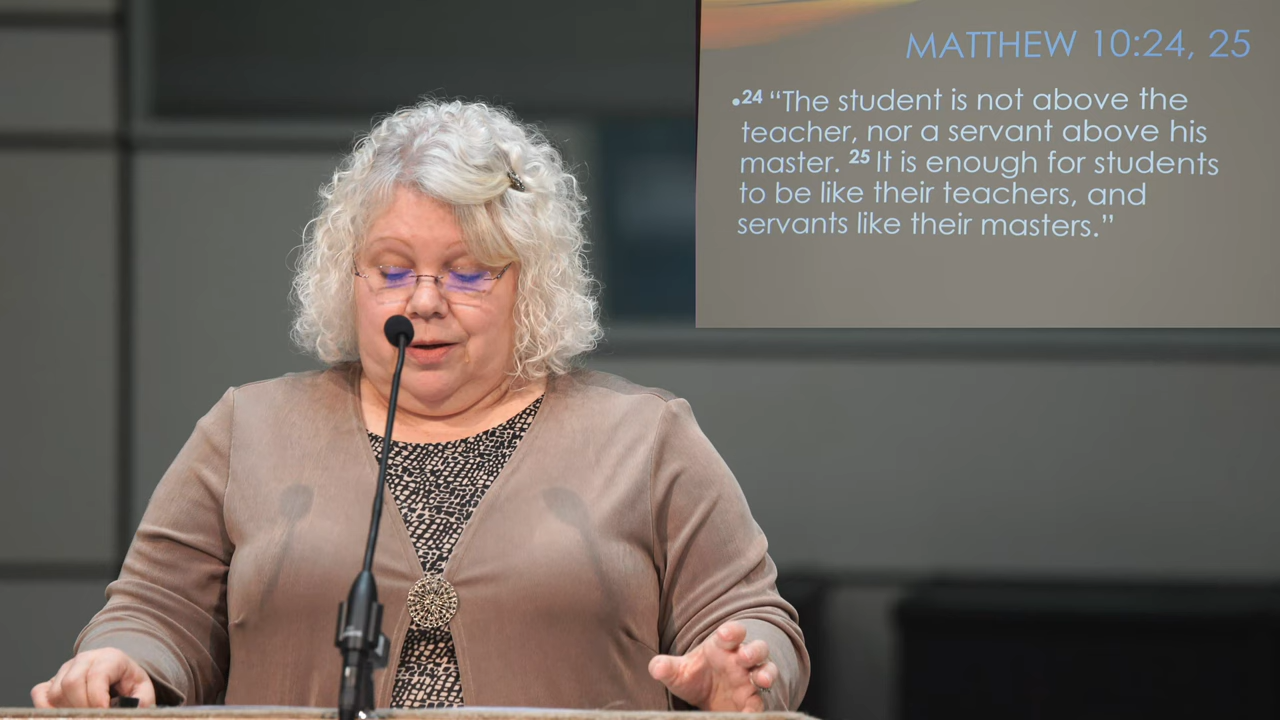 MATTHEW 10:24, 25
•24 “The student is not above the
teacher, nor a servant above his
master. 25 It is enough for students
to be like their teachers, and
servants like their masters.”